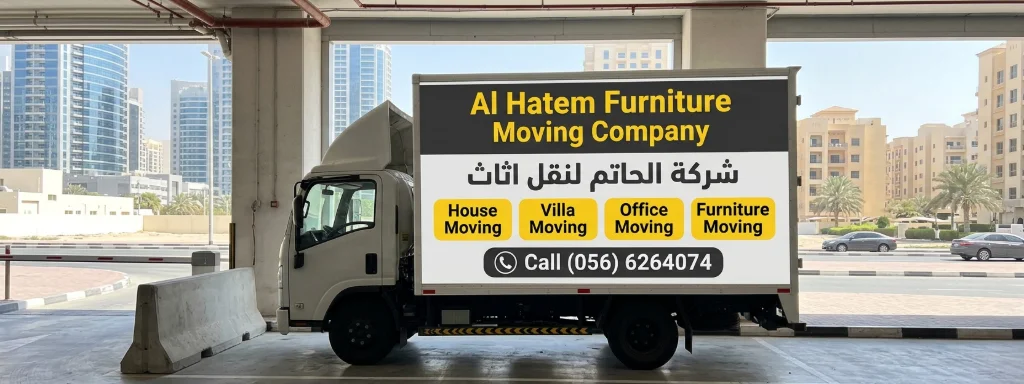 Al Hatem Furniture
Moving Company
شركة الحاتم لنقل اثاث
House
Moving
Villa
Moving
Office
Moving
Furniture
Moving
Call (056) 6264074